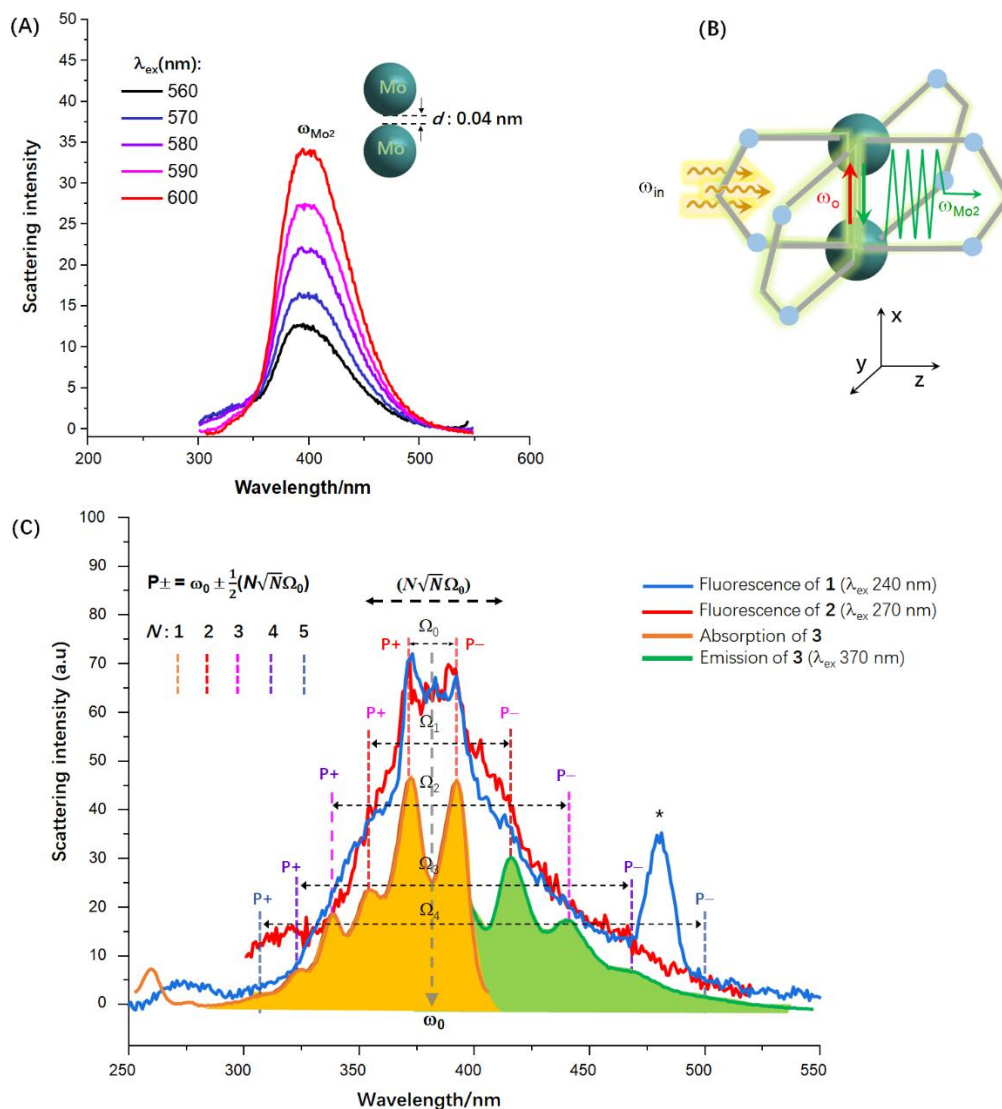 (A)
50
45
40
35
30
25
20
15
10
5
0
Scattering intensity
λex(nm):
560
570
580
590
600
ωMo2
Mo
Mo
d : 0.04 nm
200
300
400
500
600
Wavelength/nm
(B)
ωin
ωo
ωMo2
x
y
z
(C)
100
90
80
70
60
50
40
30
20
10
0
Scattering intensity (a.u)
P± = ω₀ ± ½(N√NΩ₀)
N: 1 2 3 4 5
(N√NΩ₀)
Fluorescence of 1 (λex 240 nm)
Fluorescence of 2 (λex 270 nm)
Absorption of 3
Emission of 3 (λex 370 nm)
P+ Ω₀ P−
P+ Ω₁ P−
P+ Ω₂ P−
*
P+ Ω₃ P−
P+ Ω₄ P−
ω₀
250 300 350 400 450 500 550
Wavelength/nm